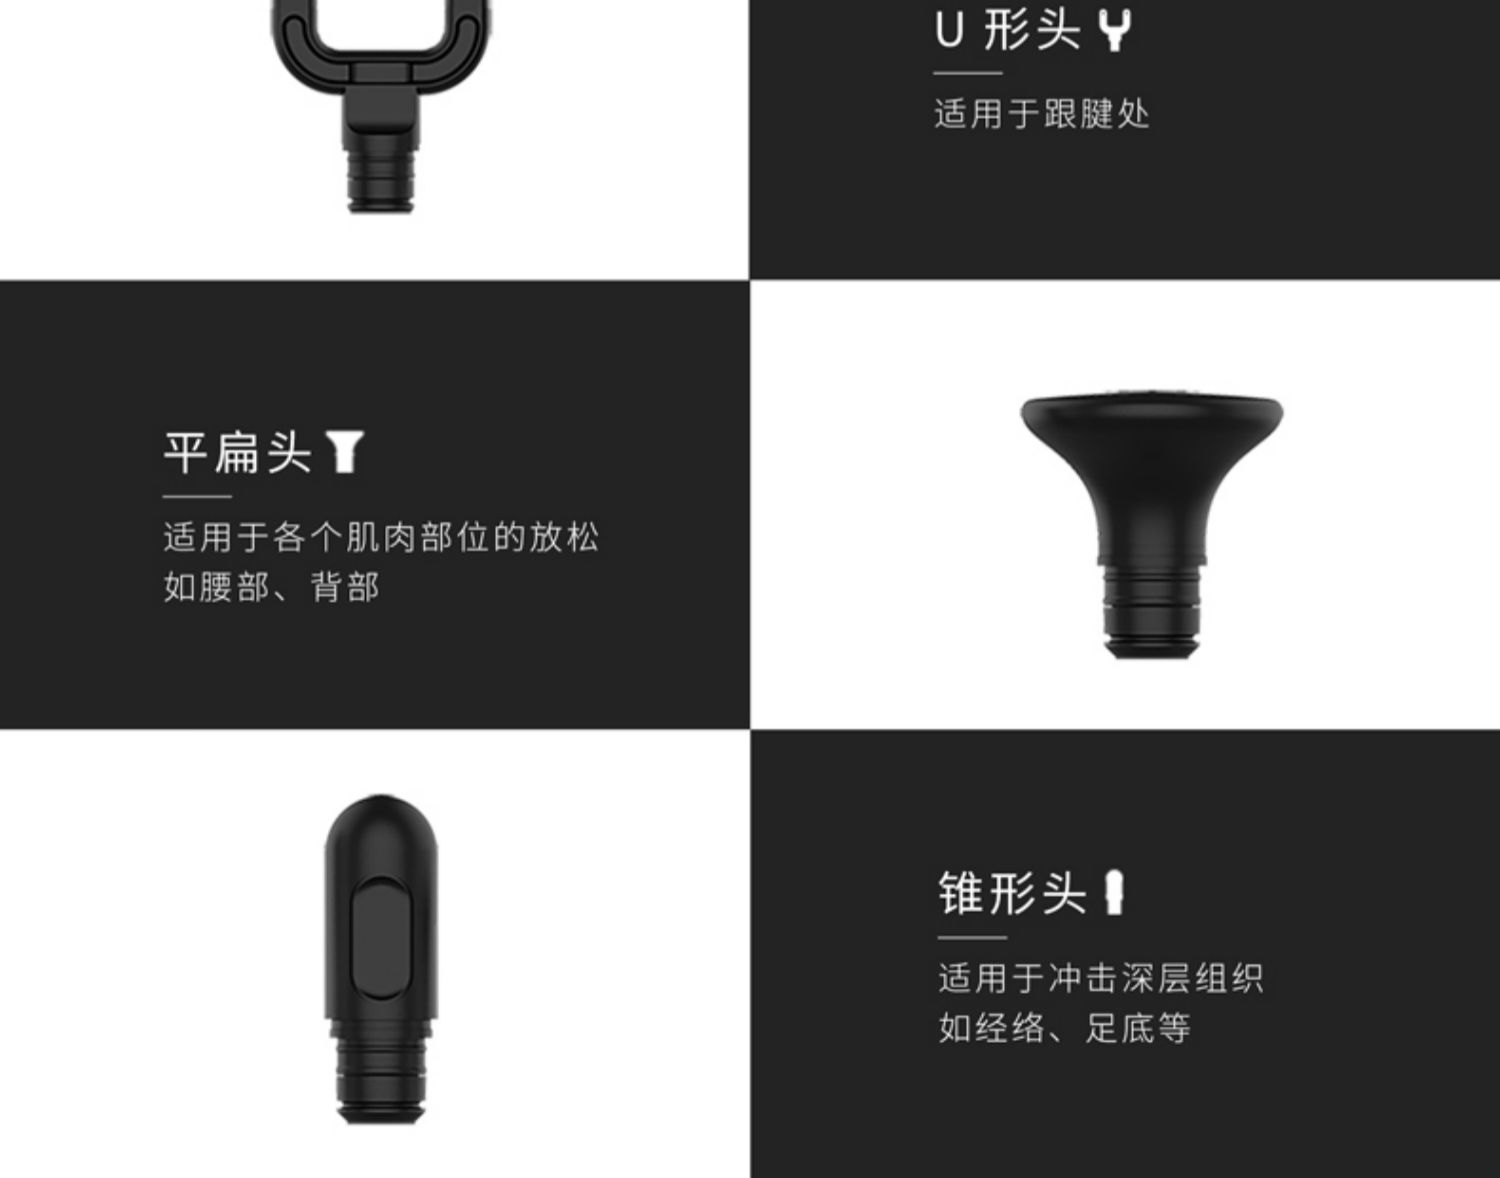 U 形头
适用于跟腱处
平扁头
适用于各个肌肉部位的放松
如腰部、背部
锥形头
适用于冲击深层组织
如经络、足底等